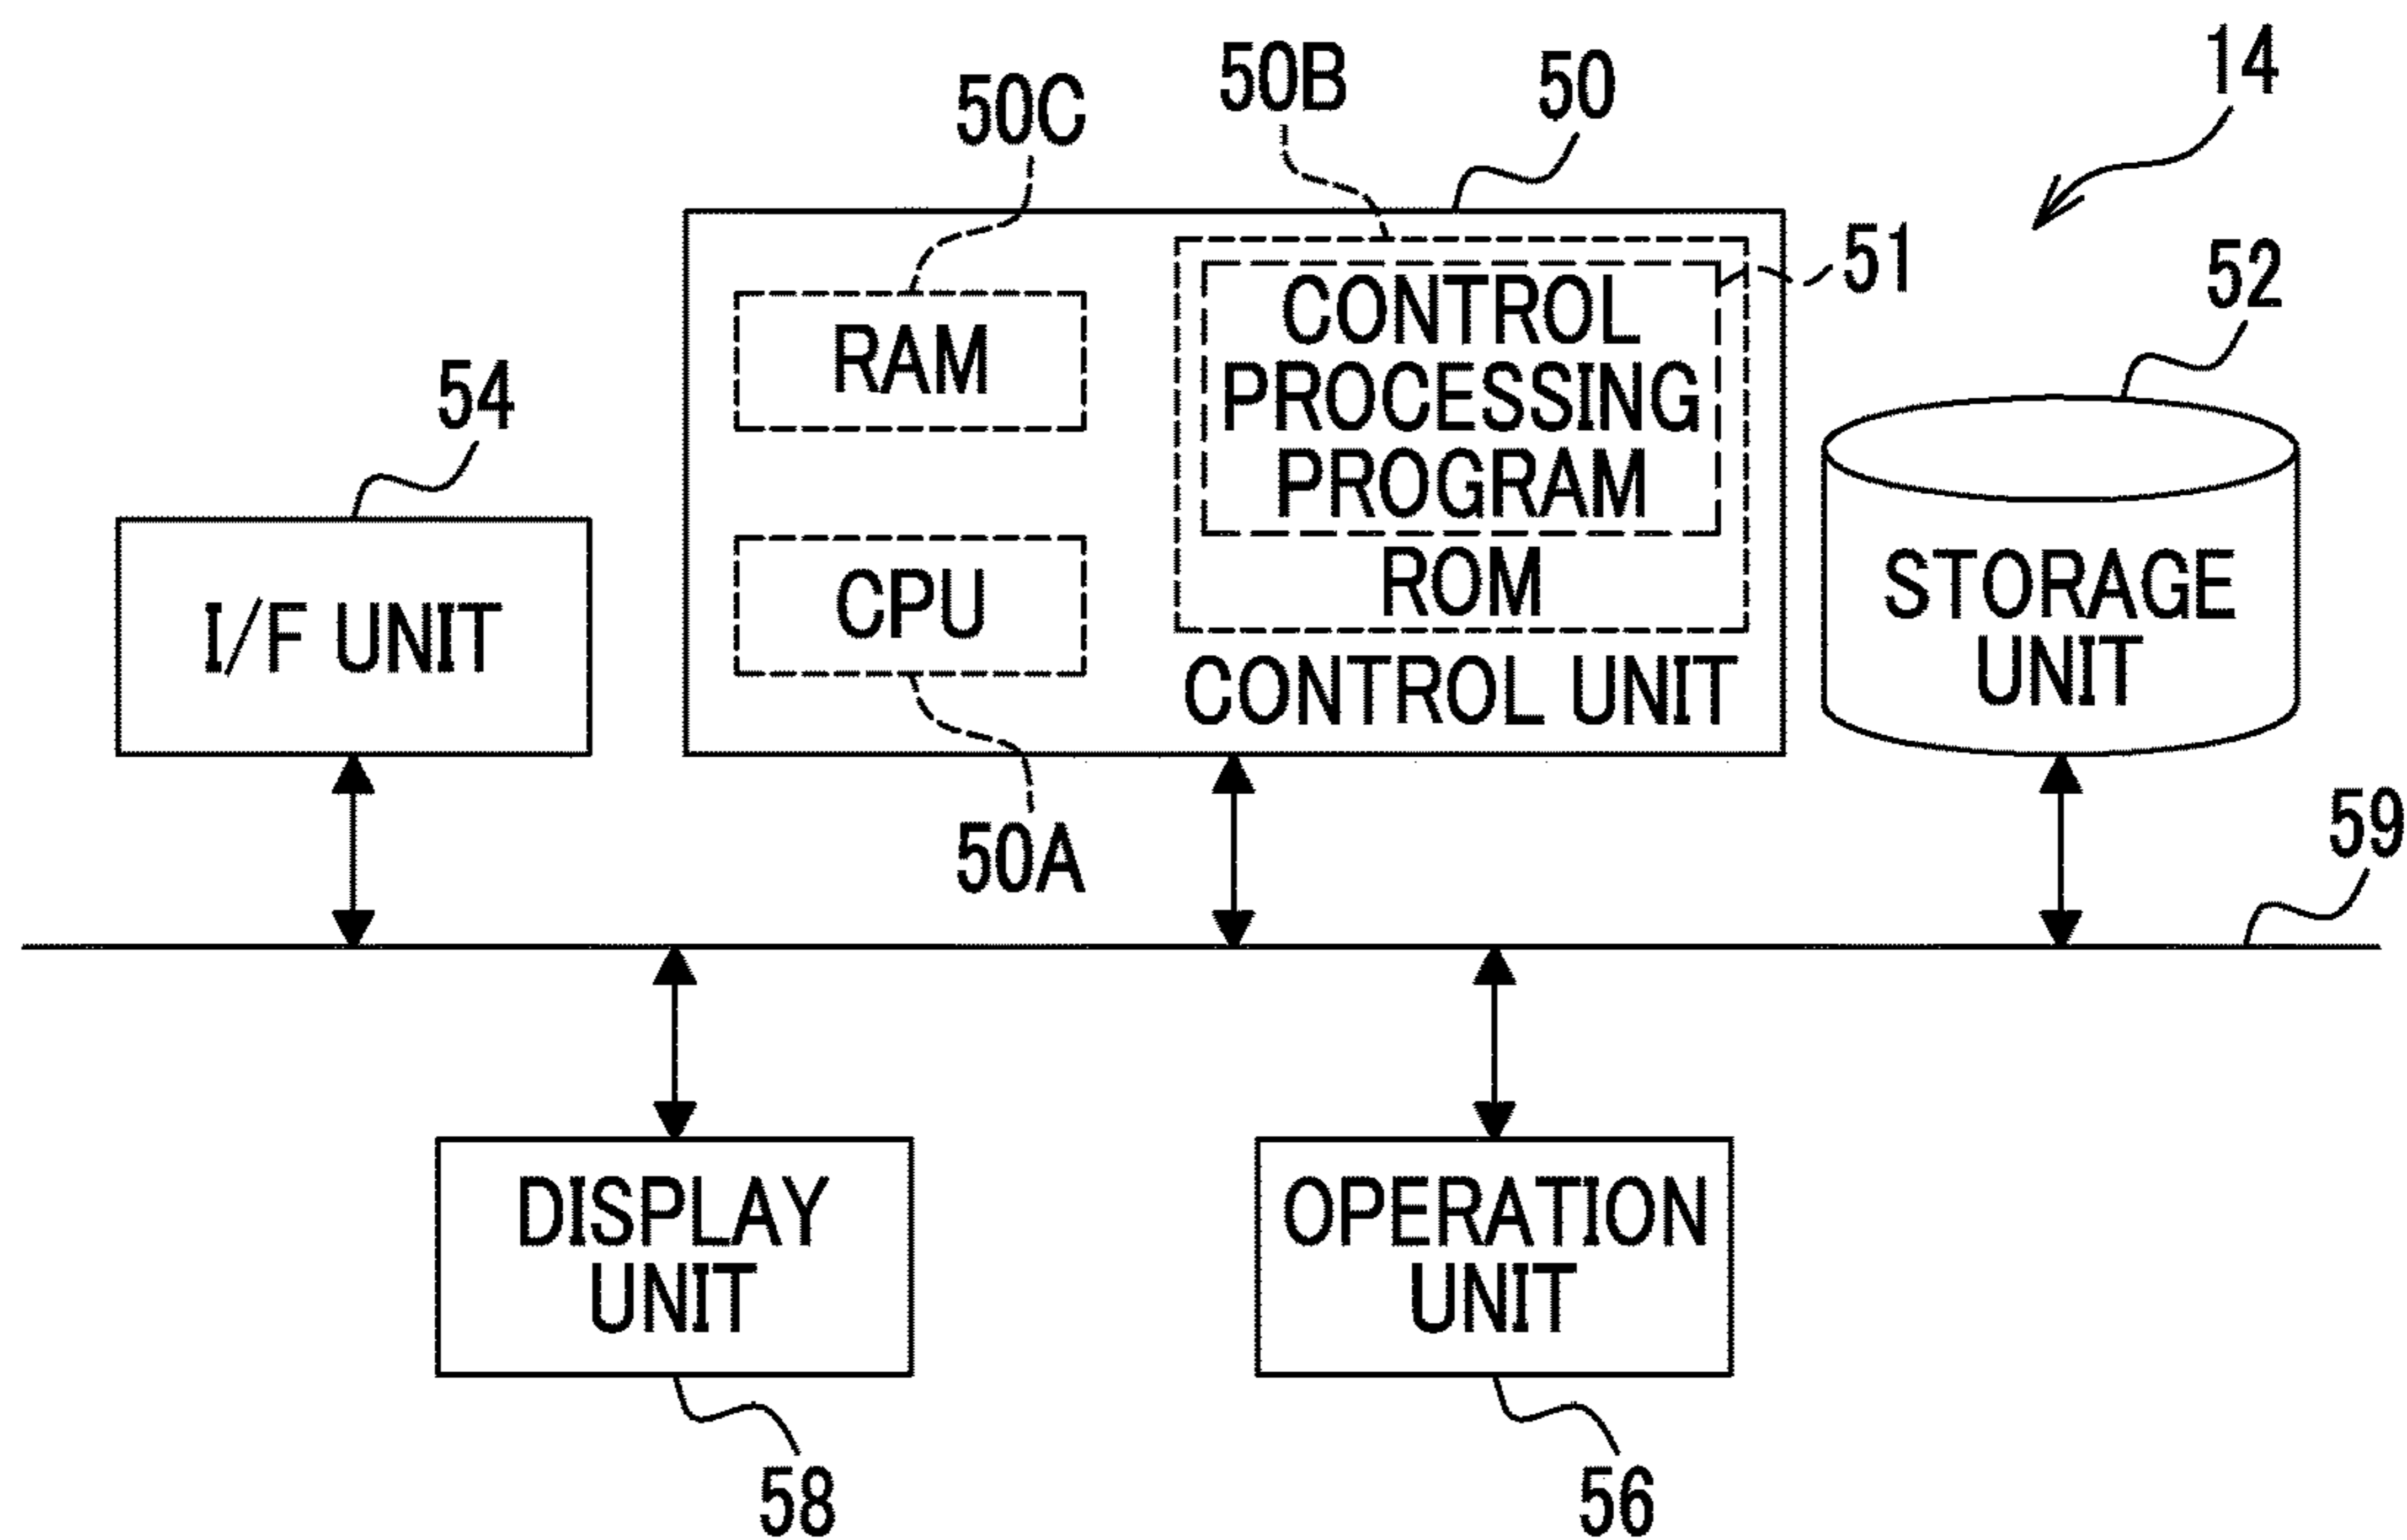 14
50C
50B
50
51
52
54
RAM
CONTROL
PROCESSING
PROGRAM
ROM
CPU
CONTROL UNIT
I/F UNIT
STORAGE
UNIT
50A
59
DISPLAY
UNIT
OPERATION
UNIT
58
56